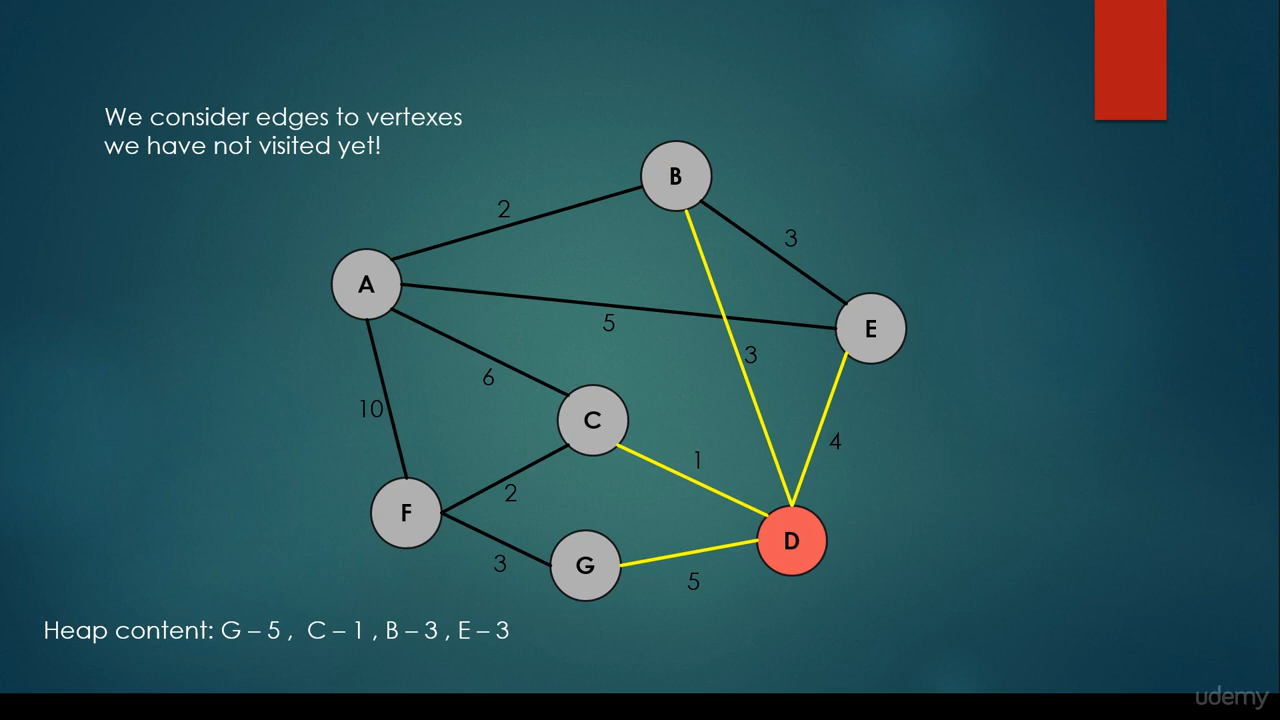 We consider edges to vertexes
we have not visited yet!
B
2
3
A
E
5
3
6
10
C
4
1
2
F
D
G
3
5
Heap content: G – 5 , C – 1 , B – 3 , E – 3
udemy